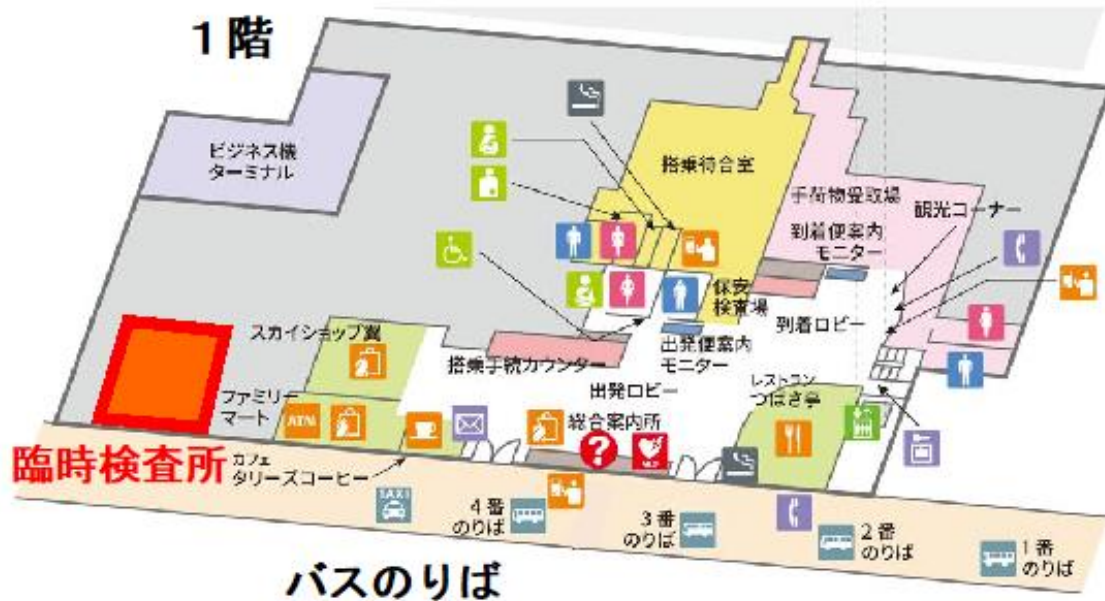 1階
ビジネス機
ターミナル
搭乗待合室
手荷物受取場
観光コーナー
到着便案内
モニター
保安
検査場
到着ロビー
スカイショップ翼
搭乗手続カウンター
出発便案内
モニター
出発ロビー
レストラン
つばさ亭
ファミリー
マート
ATM
総合案内所
?
AED
臨時検査所
カフェ
タリーズコーヒー
TAXI
4番
のりば
3番
のりば
2番
のりば
1番
のりば
バスのりば